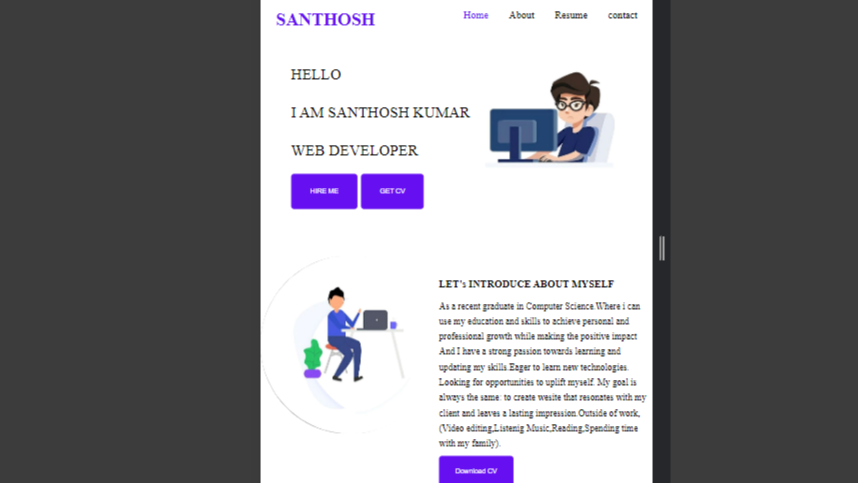 SANTHOSH
Home About Resume contact
HELLO
I AM SANTHOSH KUMAR
WEB DEVELOPER
HIRE ME GET CV
LET's INTRODUCE ABOUT MYSELF
As a recent graduate in Computer Science.Where i can
use my education and skills to achieve personal and
professional growth while making the positive impact
And I have a strong passion towards learning and
updating my skills.Eager to learn new technologies.
Looking for opportunities to uplift myself. My goal is
always the same: to create wesite that resonates with my
client and leaves a lasting impression.Outside of work,
(Video editing,Listenig Music,Reading,Spending time
with my family).
Download CV